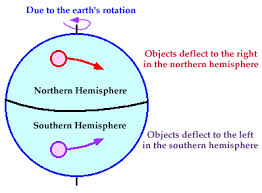 Due to the earth's rotation
Objects deflect to the right
in the northern hemisphere
Northern Hemisphere
Southern Hemisphere
Objects deflect to the left
in the southern hemisphere